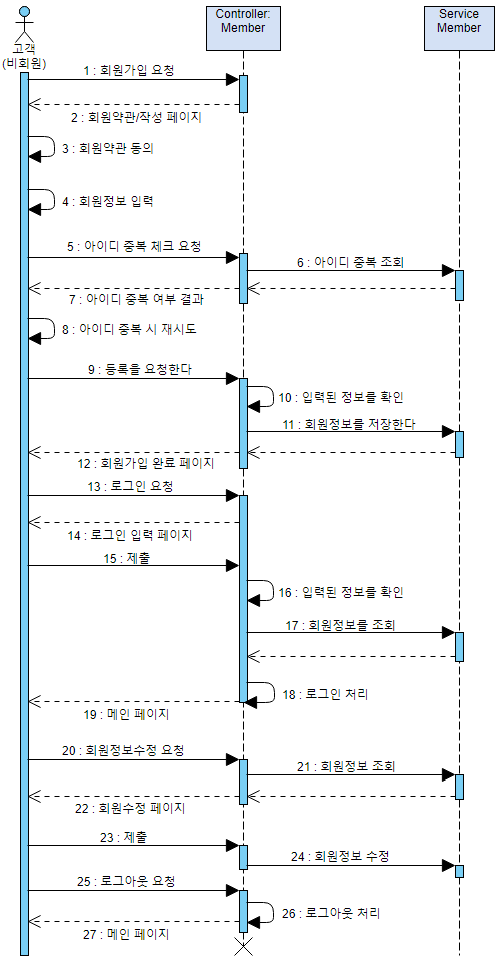 Controller:
Member
Service
Member
고객
(비회원)
1 : 회원가입 요청
2 : 회원약관/작성 페이지
3 : 회원약관 동의
4 : 회원정보 입력
5 : 아이디 중복 체크 요청
6 : 아이디 중복 조회
7 : 아이디 중복 여부 결과
8 : 아이디 중복 시 재시도
9 : 등록을 요청한다
10 : 입력된 정보를 확인
11 : 회원정보를 저장한다
12 : 회원가입 완료 페이지
13 : 로그인 요청
14 : 로그인 입력 페이지
15 : 제출
16 : 입력된 정보를 확인
17 : 회원정보를 조회
18 : 로그인 처리
19 : 메인 페이지
20 : 회원정보수정 요청
21 : 회원정보 조회
22 : 회원수정 페이지
23 : 제출
24 : 회원정보 수정
25 : 로그아웃 요청
26 : 로그아웃 처리
27 : 메인 페이지